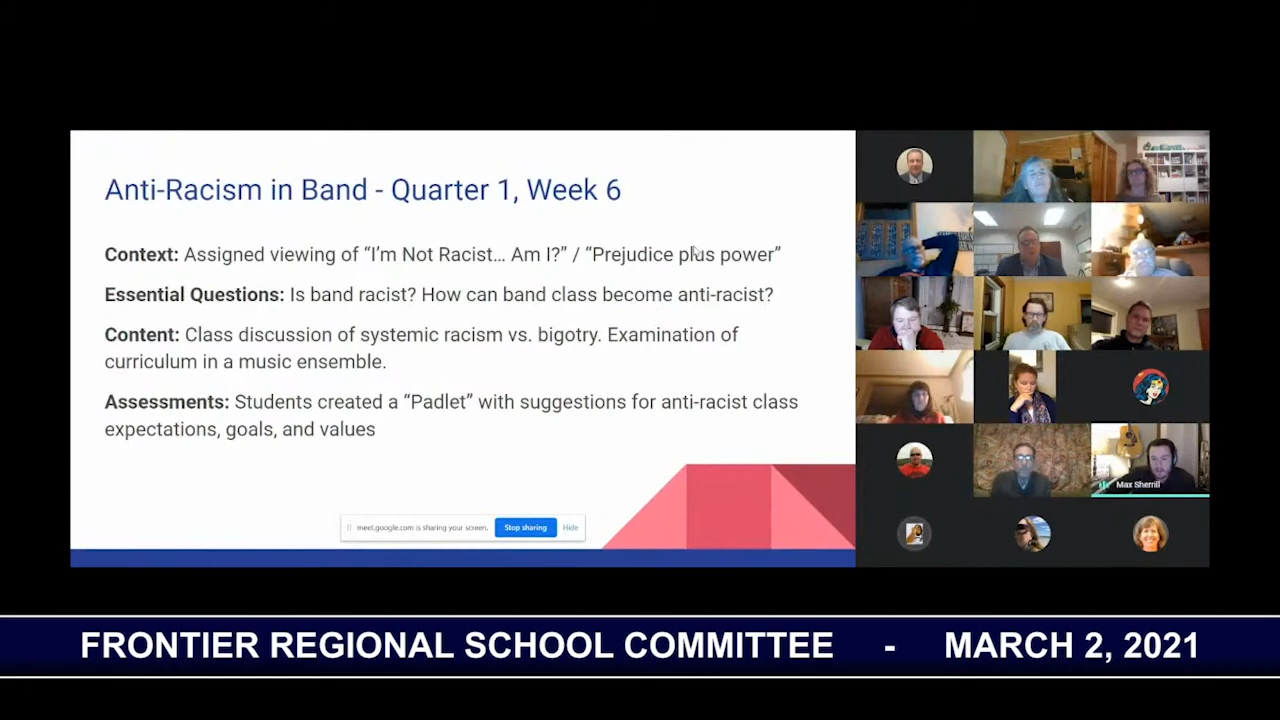 Anti-Racism in Band - Quarter 1, Week 6
Context: Assigned viewing of “I’m Not Racist… Am I?” / “Prejudice plus power”
Essential Questions: Is band racist? How can band class become anti-racist?
Content: Class discussion of systemic racism vs. bigotry. Examination of
curriculum in a music ensemble.
Assessments: Students created a “Padlet” with suggestions for anti-racist class
expectations, goals, and values
meet.google.com is sharing your screen. Stop sharing Hide
Max Sherrill
FRONTIER REGIONAL SCHOOL COMMITTEE - MARCH 2, 2021